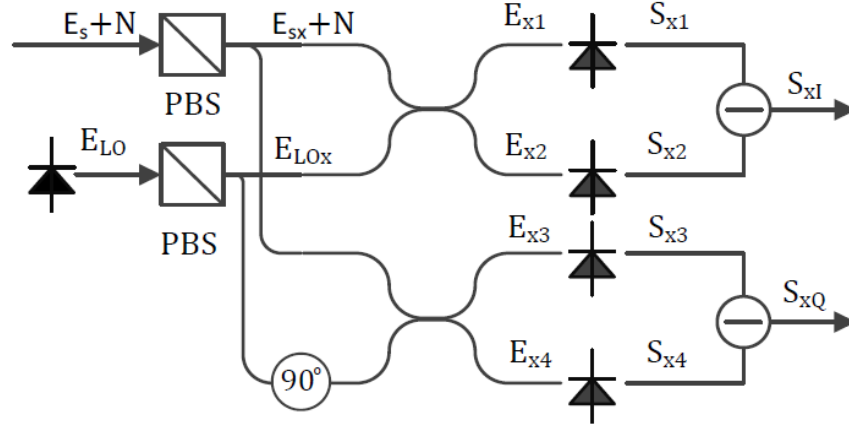 Es+N
PBS
Esx+N
Ex1
Sx1
SxI
ELO
PBS
ELOx
Ex2
Sx2
Ex3
Sx3
SxQ
90°
Ex4
Sx4